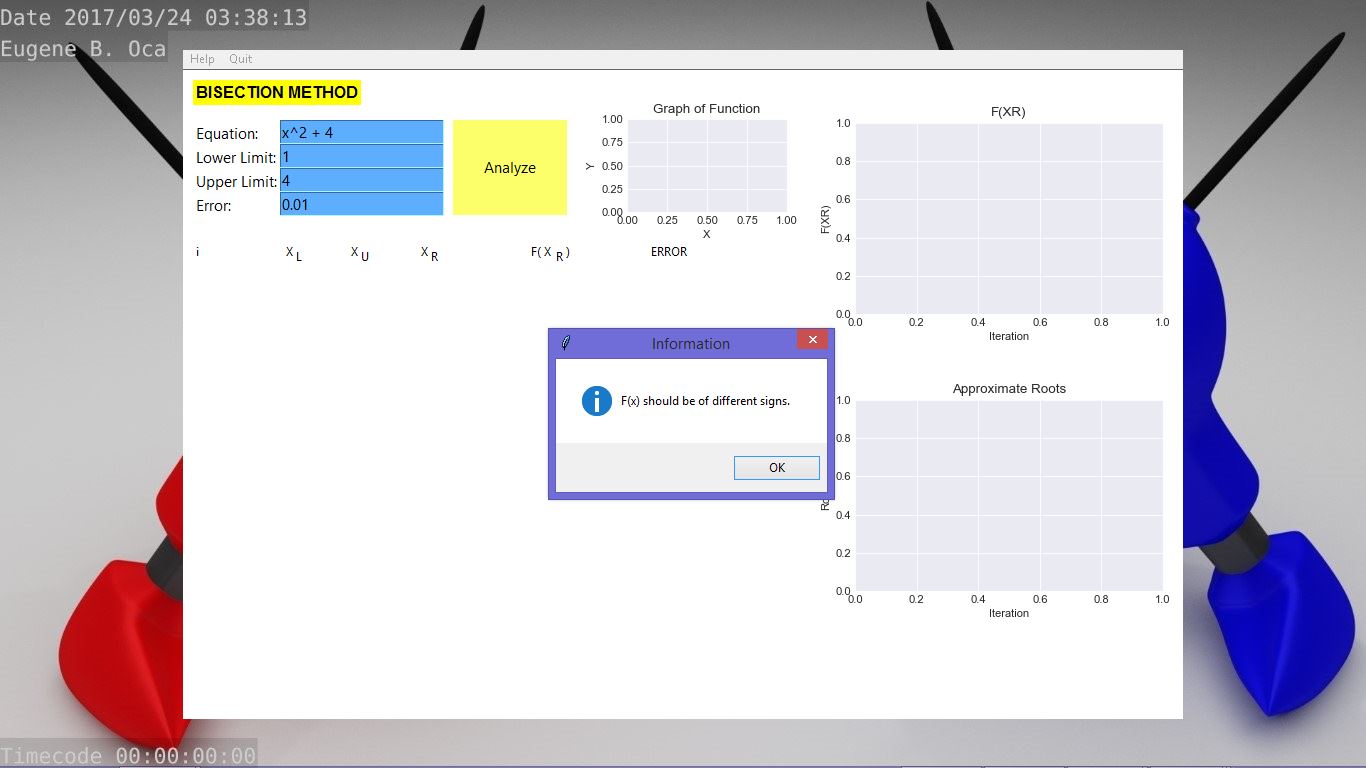 Date 2017/03/24 03:38:13
Eugene B. Oca
Help Quit
BISECTION METHOD
Equation: x^2 + 4
Lower Limit: 1
Upper Limit: 4
Error: 0.01
Analyze
Graph of Function
1.00
0.75
0.50
0.25
0.00
Y
0.00 0.25 0.50 0.75 1.00
X
F(XR)
1.0
0.8
0.6
0.4
0.2
0.0
F(XR)
0.0 0.2 0.4 0.6 0.8 1.0
Iteration
i X L X U X R F( X R ) ERROR
Information
F(x) should be of different signs.
OK
Approximate Roots
1.0
0.8
0.6
0.4
0.2
0.0
0.0 0.2 0.4 0.6 0.8 1.0
Iteration
Timecode 00:00:00:00